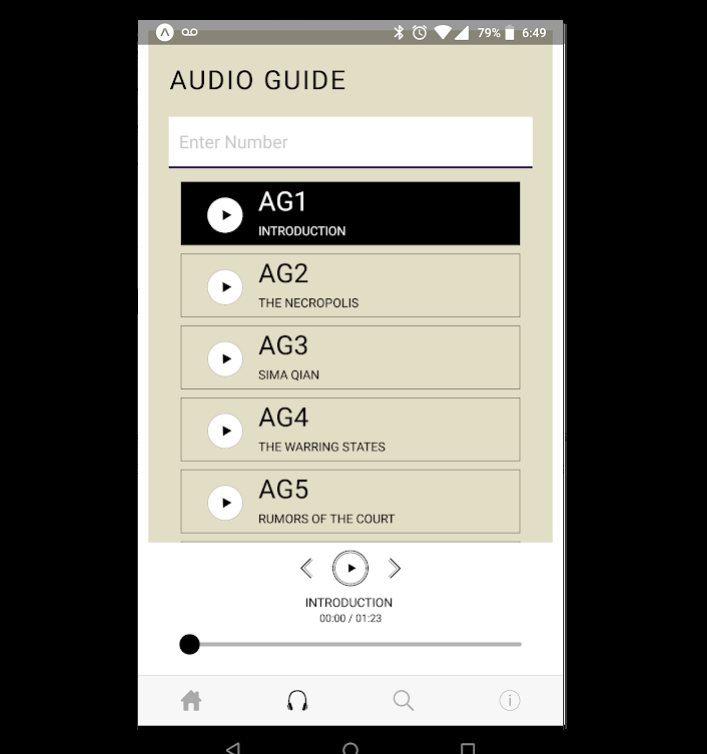 79% 6:49
AUDIO GUIDE
Enter Number
AG1
INTRODUCTION
AG2
THE NECROPOLIS
AG3
SIMA QIAN
AG4
THE WARRING STATES
AG5
RUMORS OF THE COURT
INTRODUCTION
00:00 / 01:23